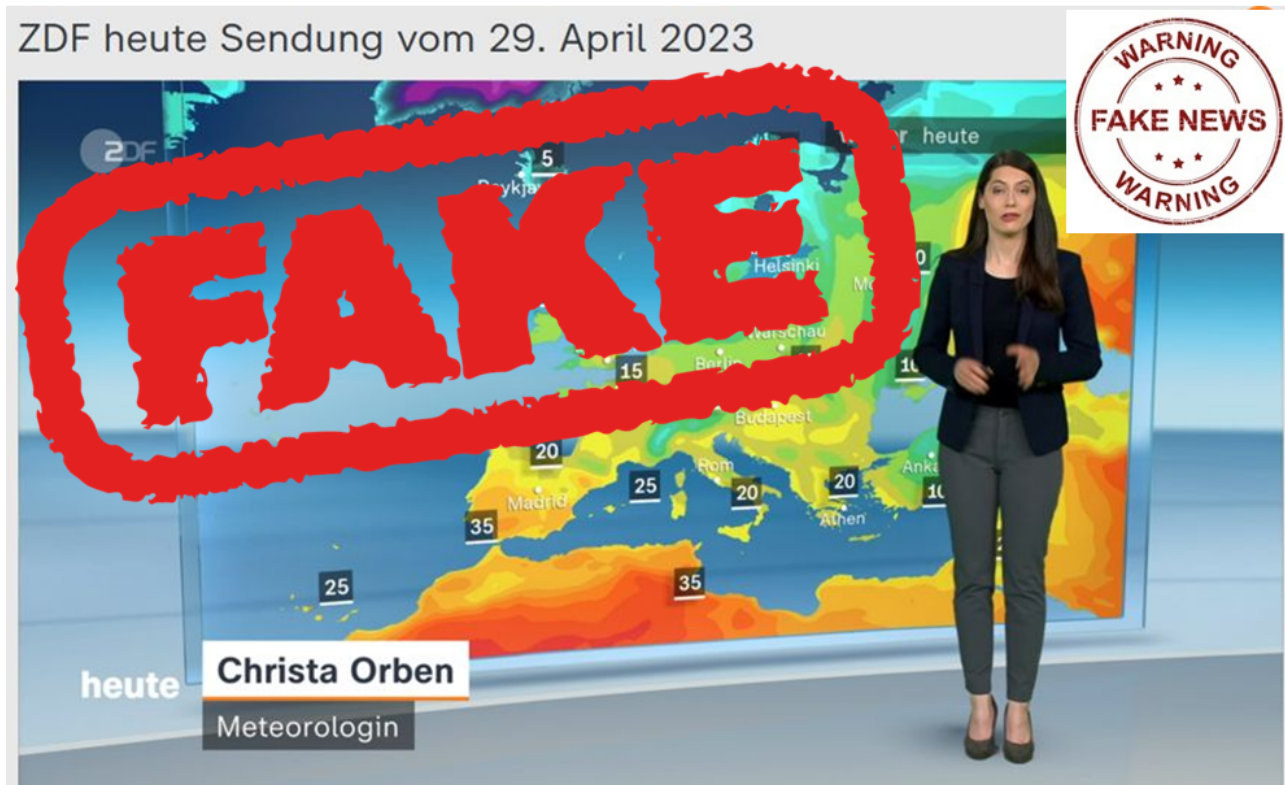 ZDF heute Sendung vom 29. April 2023
WARNING
FAKE NEWS
WARNING
ZDF
heute
5
FAKE
Helsinki
Warschau
15
Berlin
10
Budapest
20
Rom
25
20
20
Madrid
Athen
35
25
35
heute
Christa Orben
Meteorologin